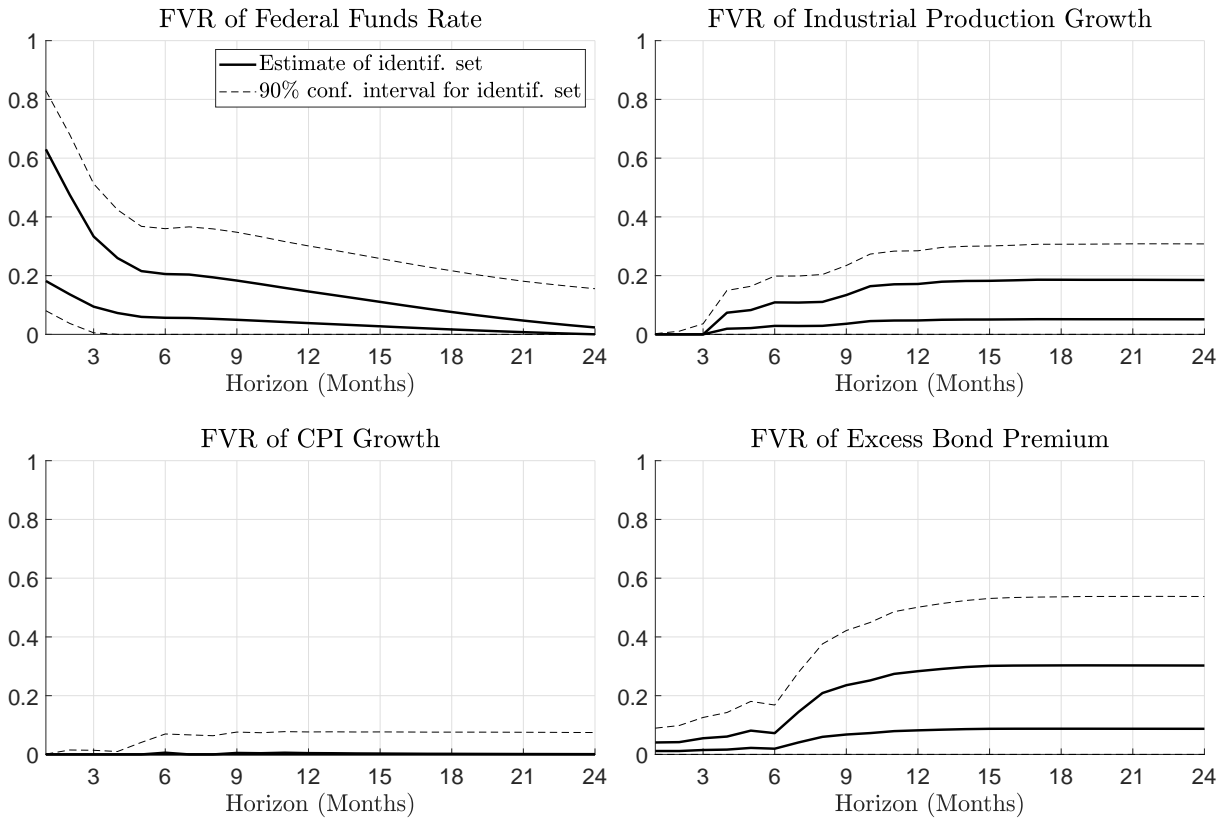 FVR of Federal Funds Rate
1
0.8
0.6
0.4
0.2
0
Estimate of identif. set
90% conf. interval for identif. set
3 6 9 12 15 18 21 24
Horizon (Months)
FVR of Industrial Production Growth
1
0.8
0.6
0.4
0.2
0
3 6 9 12 15 18 21 24
Horizon (Months)
FVR of CPI Growth
1
0.8
0.6
0.4
0.2
0
3 6 9 12 15 18 21 24
Horizon (Months)
FVR of Excess Bond Premium
1
0.8
0.6
0.4
0.2
0
3 6 9 12 15 18 21 24
Horizon (Months)